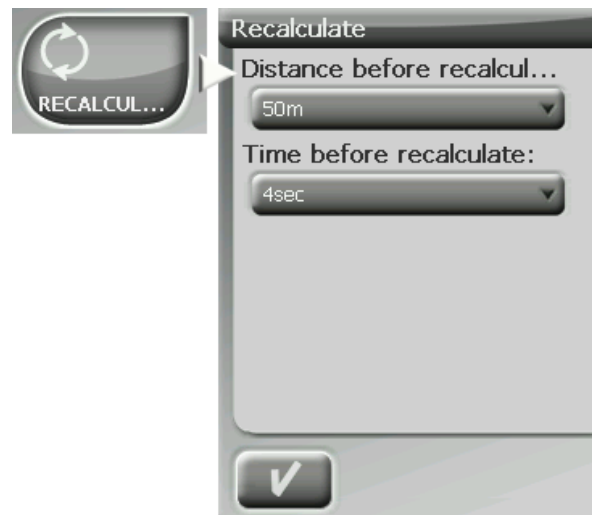 RECALCUL...
Recalculate
Distance before recalcul...
50m
Time before recalculate:
4sec